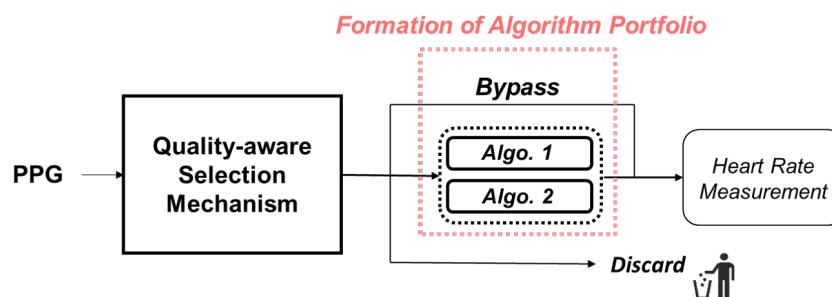 Formation of Algorithm Portfolio
Bypass
PPG
Quality-aware
Selection
Mechanism
Algo. 1
Algo. 2
Heart Rate
Measurement
Discard